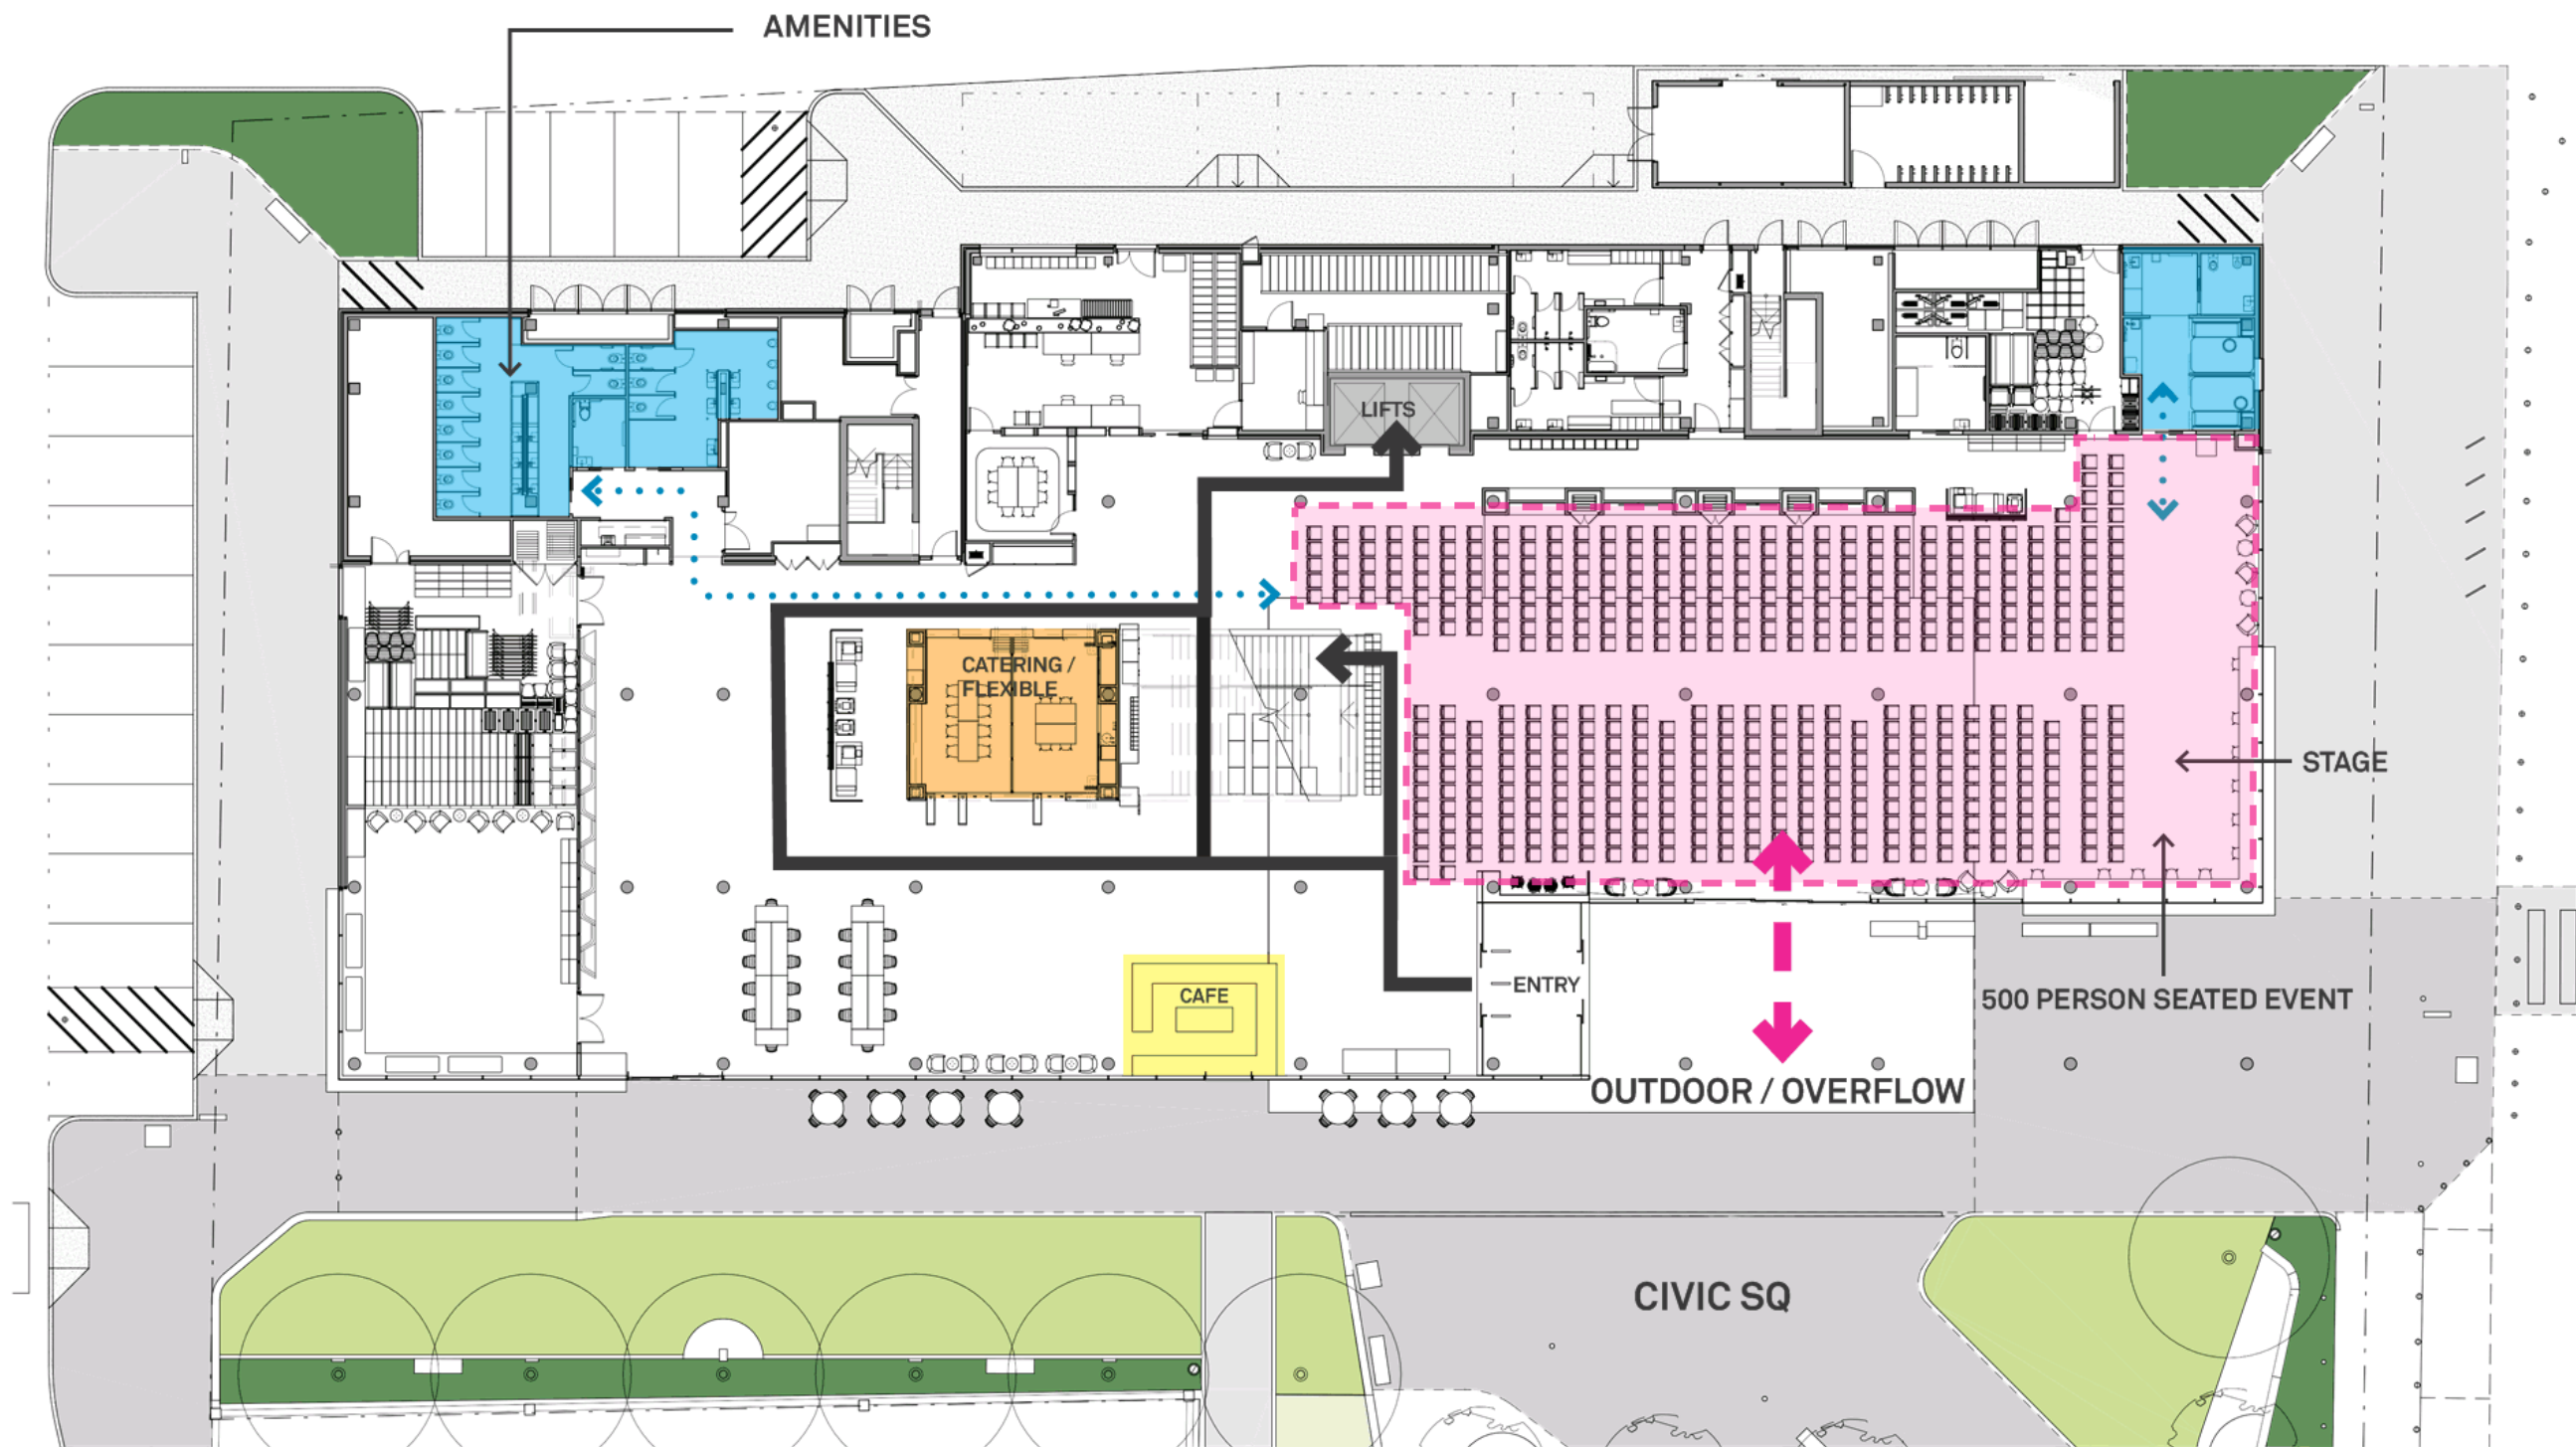 AMENITIES
LIFTS
CATERING /
FLEXIBLE
STAGE
CAFE
ENTRY
500 PERSON SEATED EVENT
OUTDOOR / OVERFLOW
CIVIC SQ